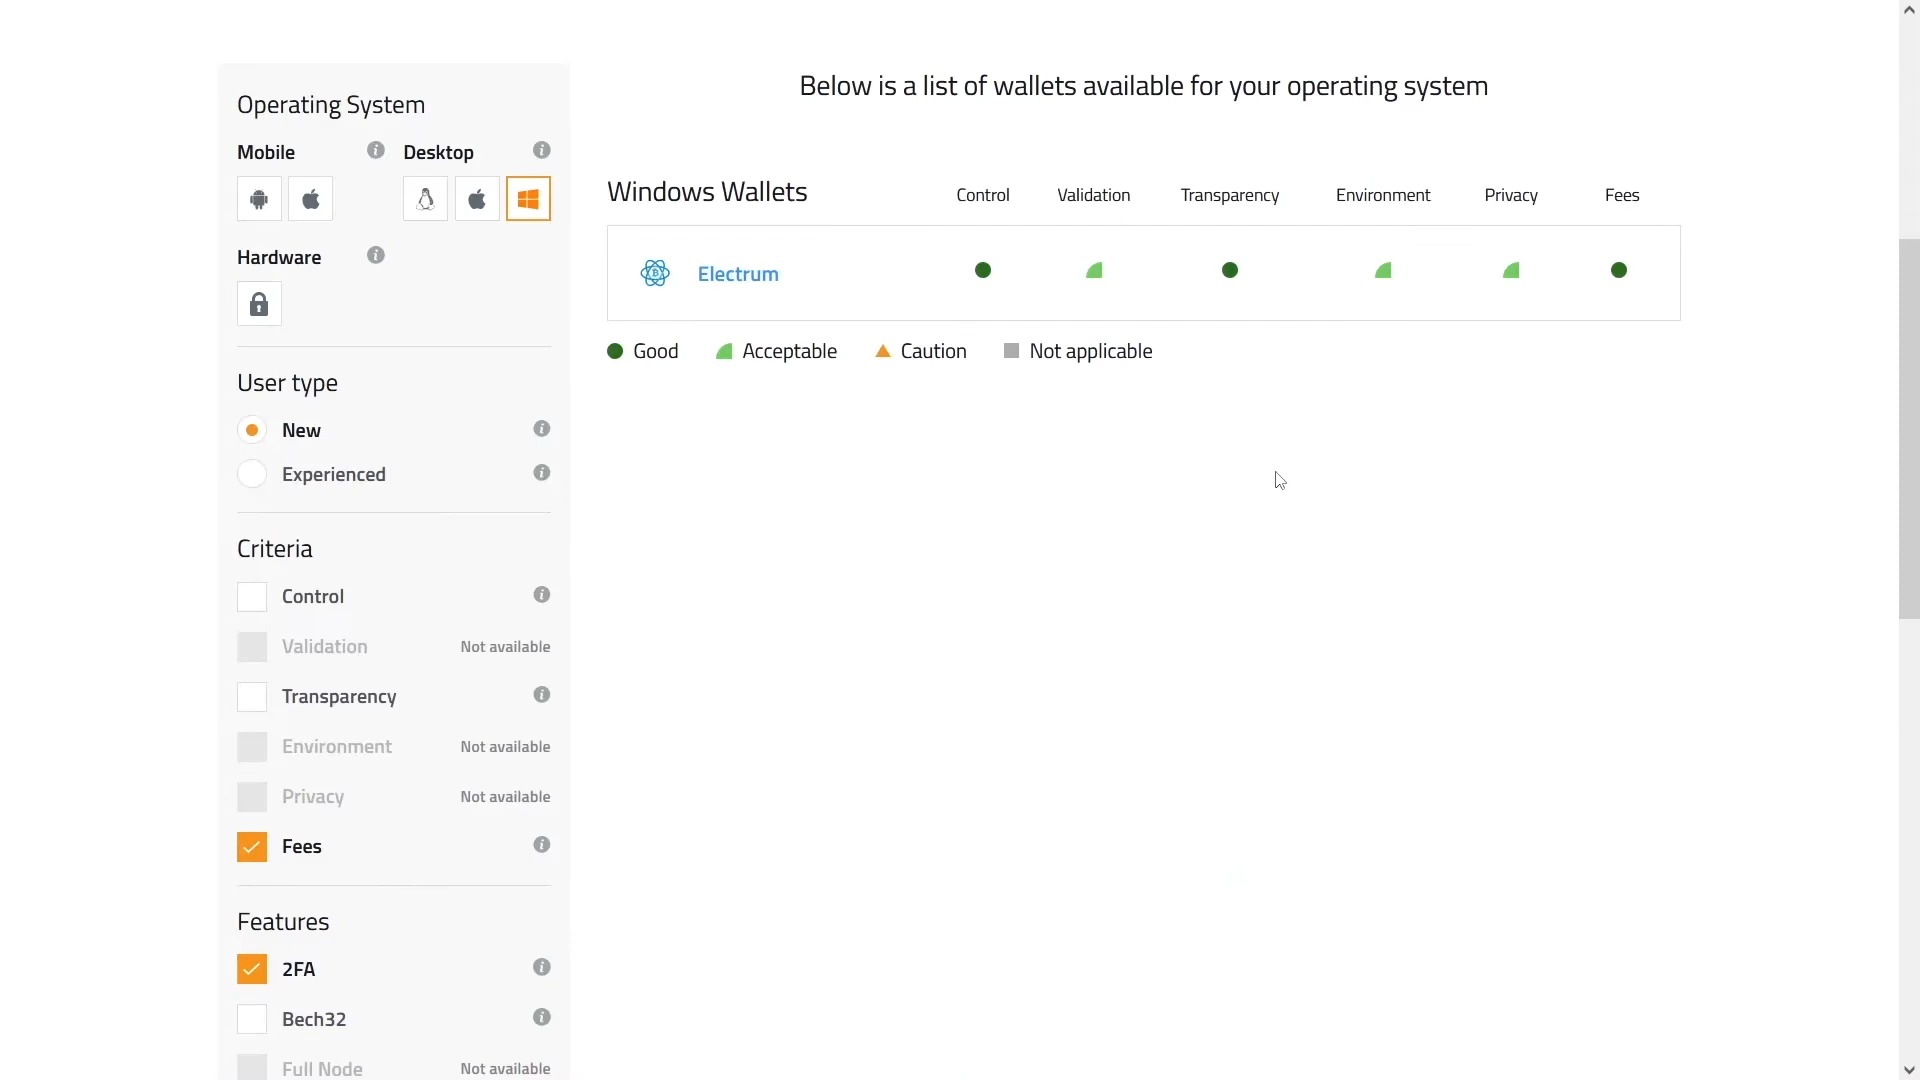 Operating System
Mobile
Desktop
Hardware
User type
New
Experienced
Criteria
Control
Validation Not available
Transparency
Environment Not available
Privacy Not available
Fees
Features
2FA
Bech32
Full Node Not available
Below is a list of wallets available for your operating system
Windows Wallets Control Validation Transparency Environment Privacy Fees
Electrum
Good Acceptable Caution Not applicable